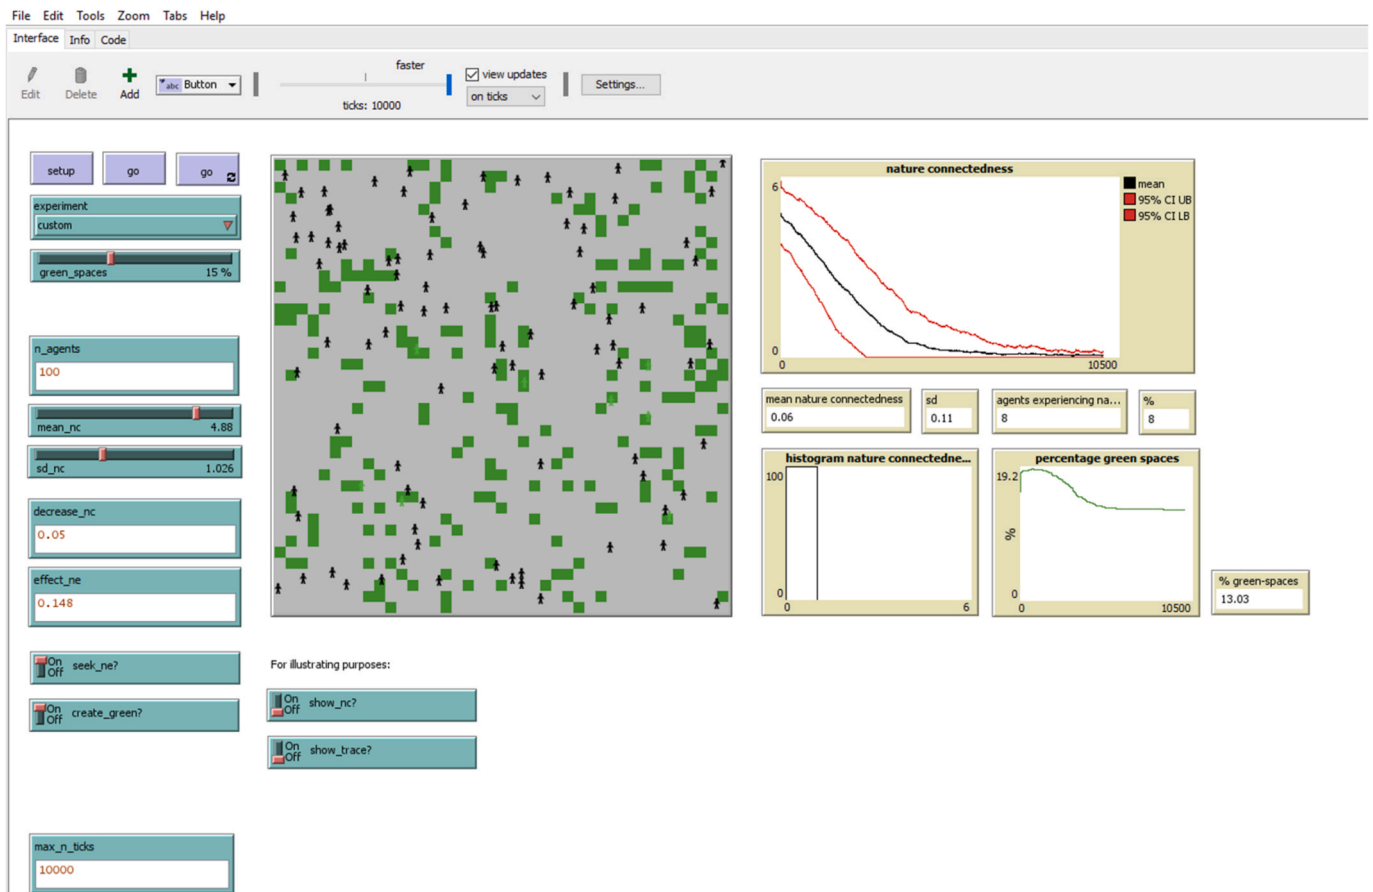 File Edit Tools Zoom Tabs Help
Interface Info Code
Edit Delete Add abc Button faster ticks: 10000 view updates on ticks Settings...
setup go go
experiment
custom
green_spaces 15 %
n_agents
100
mean_nc 4.88
sd_nc 1.026
decrease_nc
0.05
effect_ne
0.148
On
Off
seek_ne?
On
Off
create_green?
max_n_ticks
10000
For illustrating purposes:
On
Off
show_nc?
On
Off
show_trace?
nature connectedness
6
0
0 10500
mean
95% CI UB
95% CI LB
mean nature connectedness
0.06
sd
0.11
agents experiencing na...
8
%
8
histogram nature connectedne...
100
0
0 6
percentage green spaces
19.2
%
0
0 10500
% green-spaces
13.03